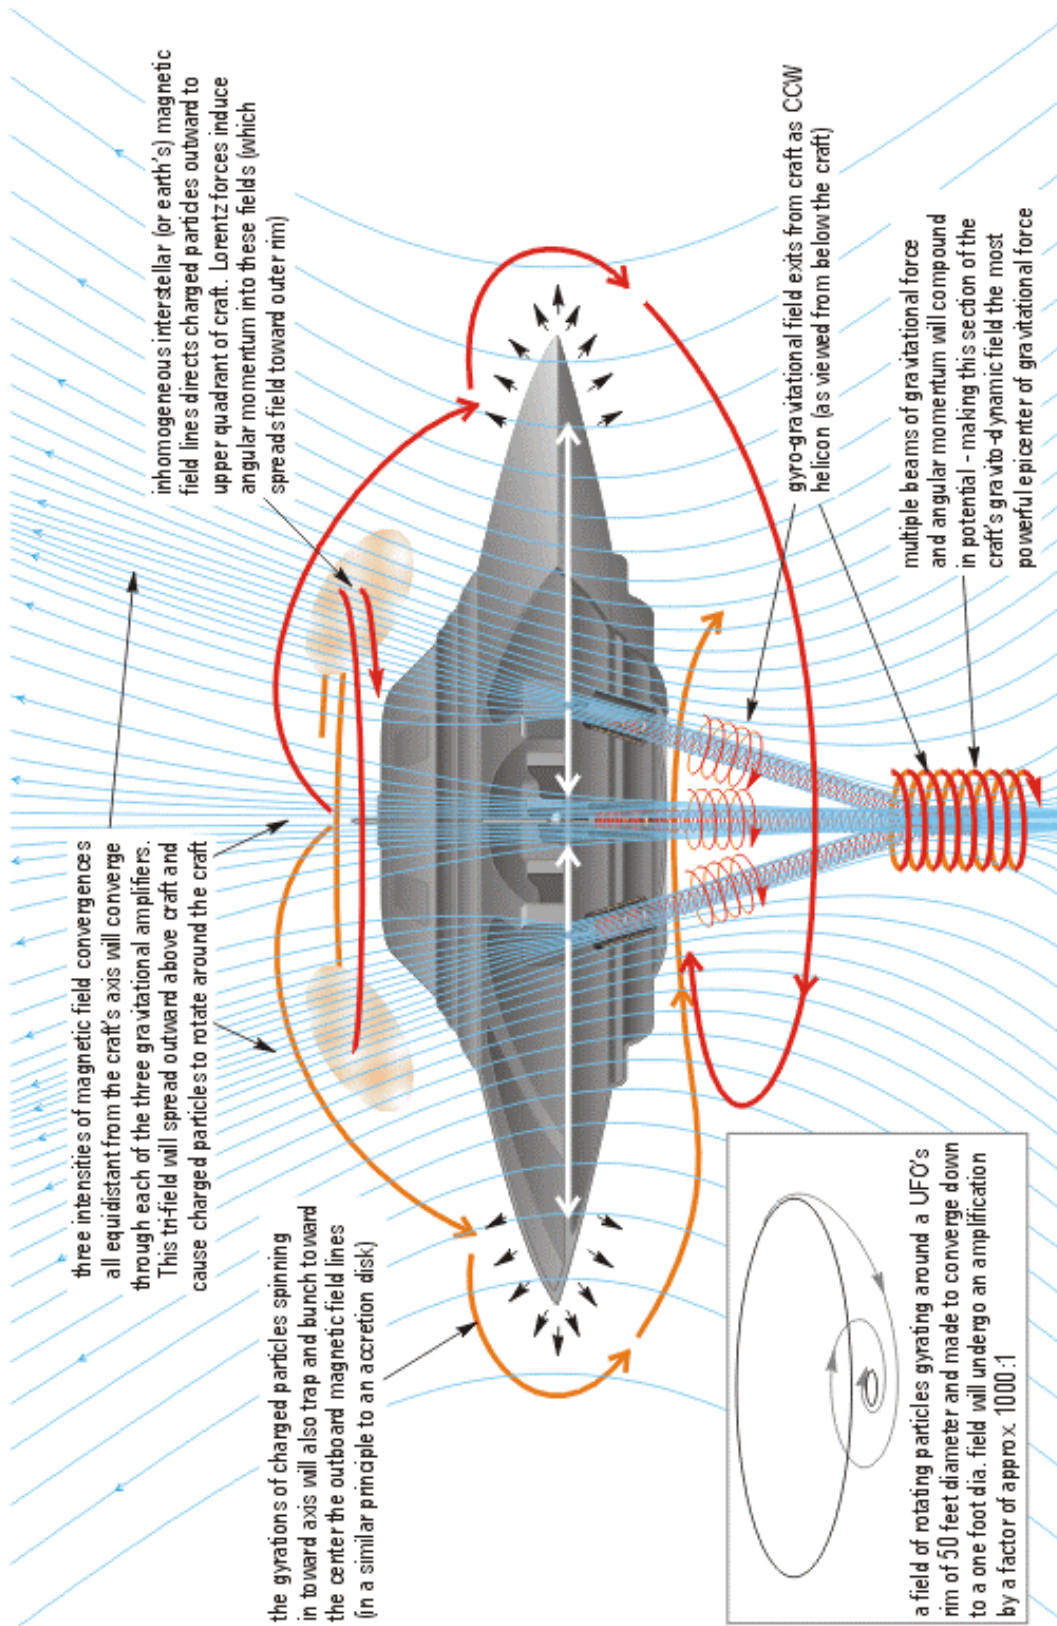 three intensities of magnetic field convergences
all equidistant from the craft's axis will converge
through each of the three gravitational amplifiers.
This tri-field will spread outward above craft and
cause charged particles to rotate around the craft
inhomogeneous interstellar (or earth's) magnetic
field lines directs charged particles outward to
upper quadrant of craft. Lorentz forces induce
angular momentum into these fields (which
spreads field toward outer rim)
the gyrations of charged particles spinning
in toward axis will also trap and bunch toward
the center the outboard magnetic field lines
(in a similar principle to an accretion disk)
gyro-gravitational field exits from craft as CCW
helicon (as viewed from below the craft)
multiple beams of gravitational force
and angular momentum will compound
in potential - making this section of the
craft's gravito-dynamic field the most
powerful epicenter of gravitational force
a field of rotating particles gyrating around a UFO's
rim of 50 feet diameter and made to converge down
to a one foot dia. field will undergo an amplification
by a factor of approx. 1000:1